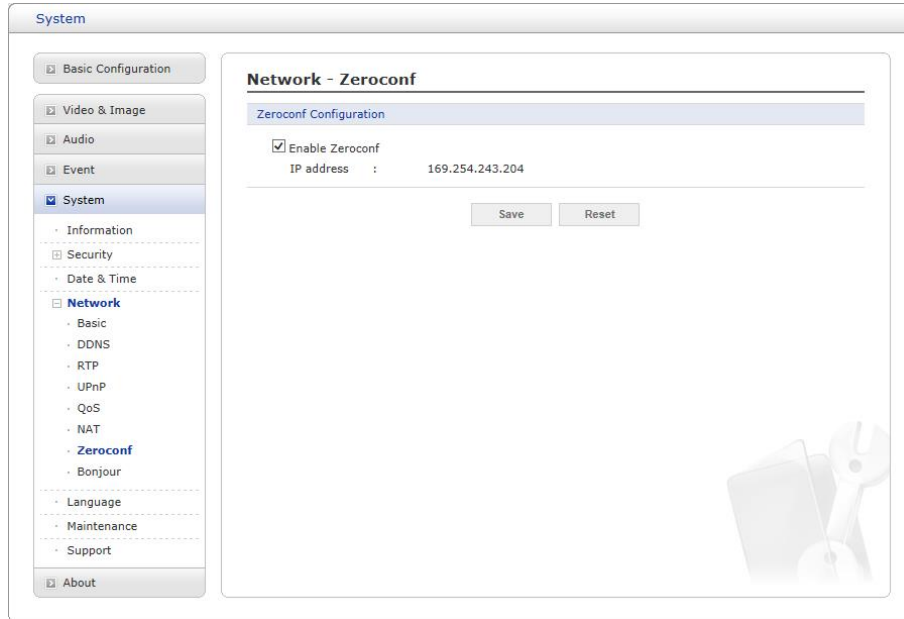 System
Basic Configuration
Video & Image
Audio
Event
System
Information
Security
Date & Time
Network
Basic
DDNS
RTP
UPnP
QoS
NAT
Zeroconf
Bonjour
Language
Maintenance
Support
About
Network - Zeroconf
Zeroconf Configuration
Enable Zeroconf
IP address : 169.254.243.204
Save Reset